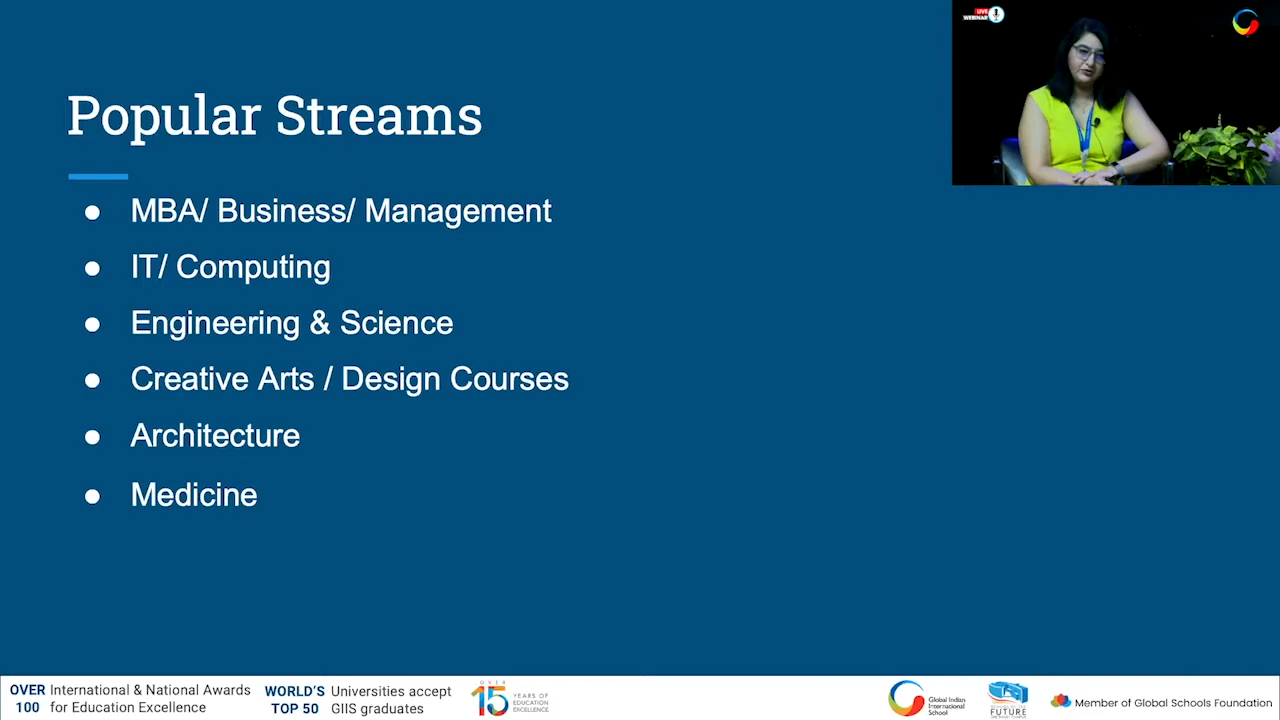 LIVE
WEBINAR
Popular Streams
● MBA/ Business/ Management
● IT/ Computing
● Engineering & Science
● Creative Arts / Design Courses
● Architecture
● Medicine
OVER 100 International & National Awards
for Education Excellence
WORLD'S TOP 50 Universities accept
GIIS graduates
OVER
15 YEARS OF
EDUCATION
EXCELLENCE
Global Indian
International
School
FUTURE
Member of Global Schools Foundation